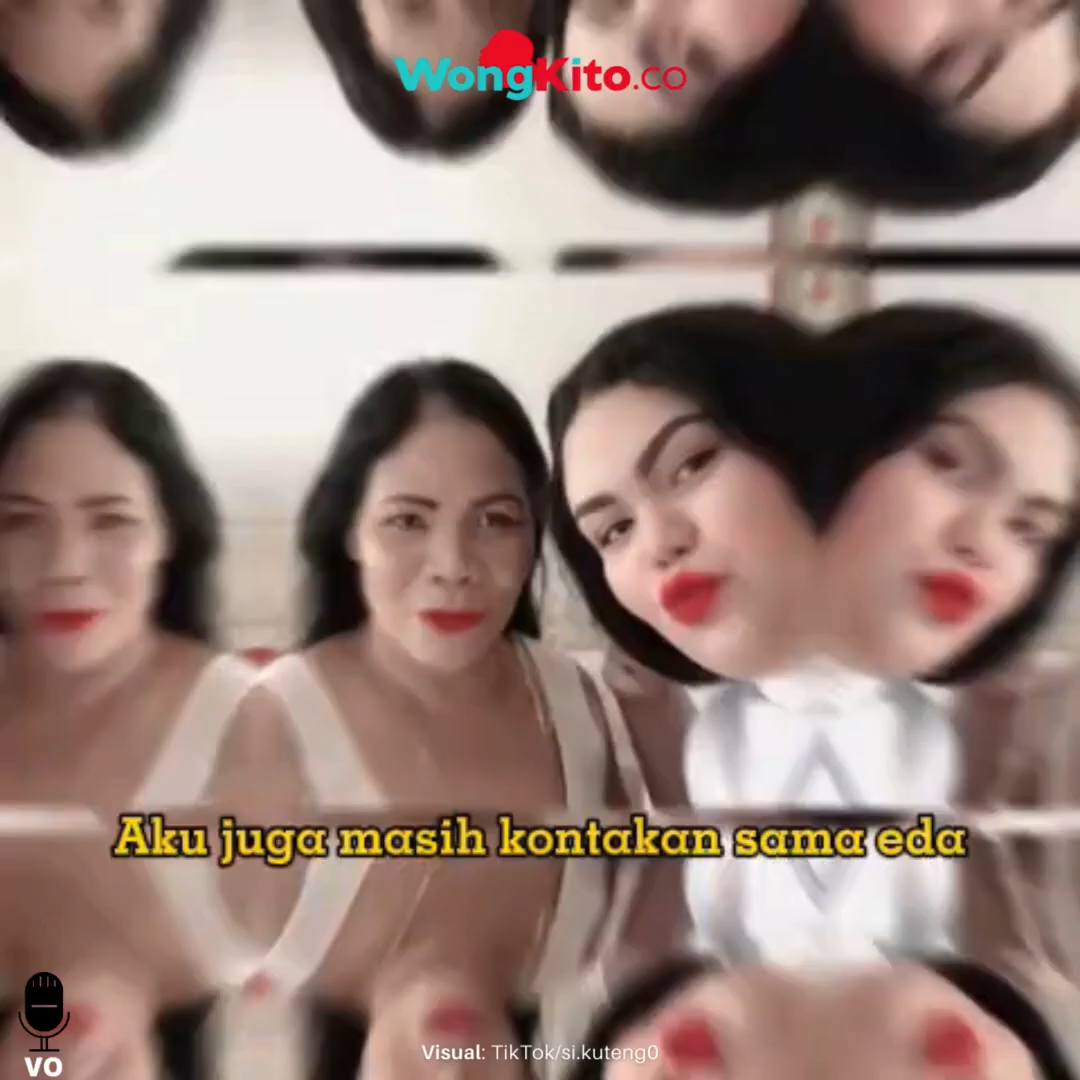 WongKito.co
Aku juga masih kontakan sama eda
VO
Visual: TikTok/si.kuteng0